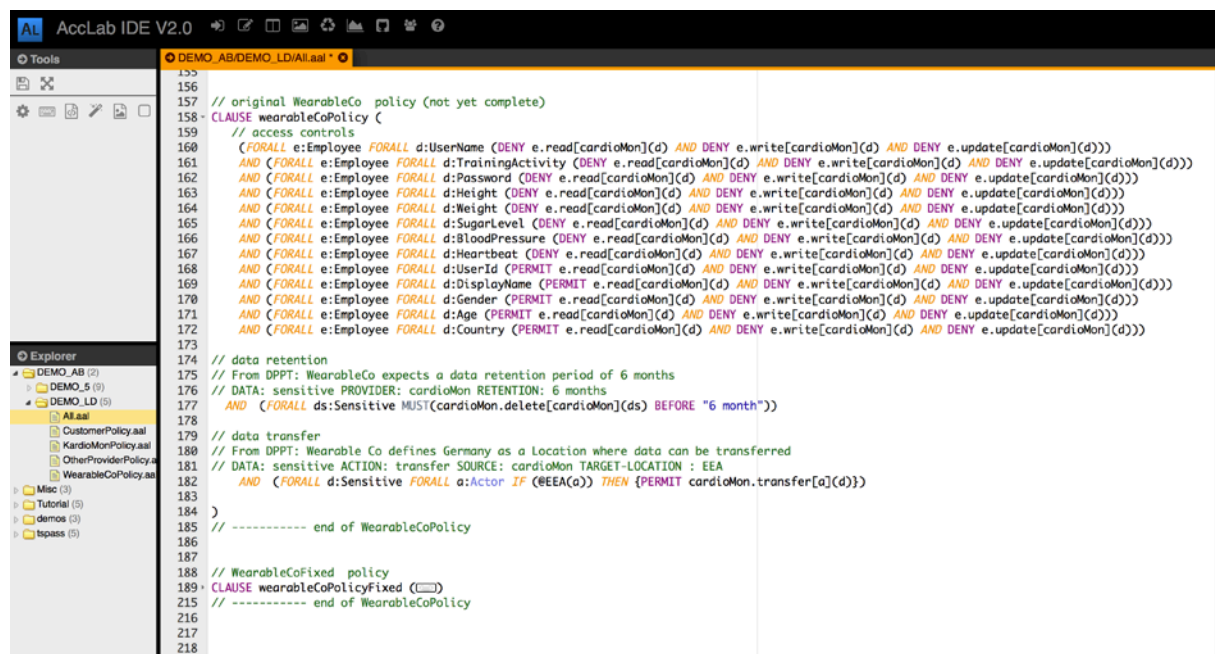 AL AccLab IDE V2.0
Tools
DEMO_AB/DEMO_LD/All.aal *
Explorer
DEMO_AB (2)
DEMO_5 (9)
DEMO_LD (5)
All.aal
CustomerPolicy.aal
KardioMonPolicy.aal
OtherProviderPolicy.a
WearableCoPolicy.aa
Misc (3)
Tutorial (5)
demos (3)
tspass (5)
155
156
157 // original WearableCo policy (not yet complete)
158 CLAUSE wearableCoPolicy (
159 // access controls
160 (FORALL e:Employee FORALL d:UserName (DENY e.read[cardioMon](d) AND DENY e.write[cardioMon](d) AND DENY e.update[cardioMon](d)))
161 AND (FORALL e:Employee FORALL d:TrainingActivity (DENY e.read[cardioMon](d) AND DENY e.write[cardioMon](d) AND DENY e.update[cardioMon](d)))
162 AND (FORALL e:Employee FORALL d:Password (DENY e.read[cardioMon](d) AND DENY e.write[cardioMon](d) AND DENY e.update[cardioMon](d)))
163 AND (FORALL e:Employee FORALL d:Height (DENY e.read[cardioMon](d) AND DENY e.write[cardioMon](d) AND DENY e.update[cardioMon](d)))
164 AND (FORALL e:Employee FORALL d:Weight (DENY e.read[cardioMon](d) AND DENY e.write[cardioMon](d) AND DENY e.update[cardioMon](d)))
165 AND (FORALL e:Employee FORALL d:SugarLevel (DENY e.read[cardioMon](d) AND DENY e.write[cardioMon](d) AND DENY e.update[cardioMon](d)))
166 AND (FORALL e:Employee FORALL d:BloodPressure (DENY e.read[cardioMon](d) AND DENY e.write[cardioMon](d) AND DENY e.update[cardioMon](d)))
167 AND (FORALL e:Employee FORALL d:Heartbeat (DENY e.read[cardioMon](d) AND DENY e.write[cardioMon](d) AND DENY e.update[cardioMon](d)))
168 AND (FORALL e:Employee FORALL d:UserId (PERMIT e.read[cardioMon](d) AND DENY e.write[cardioMon](d) AND DENY e.update[cardioMon](d)))
169 AND (FORALL e:Employee FORALL d:DisplayName (PERMIT e.read[cardioMon](d) AND DENY e.write[cardioMon](d) AND DENY e.update[cardioMon](d)))
170 AND (FORALL e:Employee FORALL d:Gender (PERMIT e.read[cardioMon](d) AND DENY e.write[cardioMon](d) AND DENY e.update[cardioMon](d)))
171 AND (FORALL e:Employee FORALL d:Age (PERMIT e.read[cardioMon](d) AND DENY e.write[cardioMon](d) AND DENY e.update[cardioMon](d)))
172 AND (FORALL e:Employee FORALL d:Country (PERMIT e.read[cardioMon](d) AND DENY e.write[cardioMon](d) AND DENY e.update[cardioMon](d)))
173
174 // data retention
175 // From DPPT: WearableCo expects a data retention period of 6 months
176 // DATA: sensitive PROVIDER: cardioMon RETENTION: 6 months
177 AND (FORALL ds:Sensitive MUST(cardioMon.delete[cardioMon](ds) BEFORE "6 month"))
178
179 // data transfer
180 // From DPPT: Wearable Co defines Germany as a Location where data can be transferred
181 // DATA: sensitive ACTION: transfer SOURCE: cardioMon TARGET-LOCATION : EEA
182 AND (FORALL d:Sensitive FORALL a:Actor IF (@EEA(a)) THEN {PERMIT cardioMon.transfer[a](d)})
183
184 )
185 // ----------- end of WearableCoPolicy
186
187
188 // WearableCoFixed policy
189 CLAUSE wearableCoPolicyFixed ()
215 // ----------- end of WearableCoPolicy
216
217
218